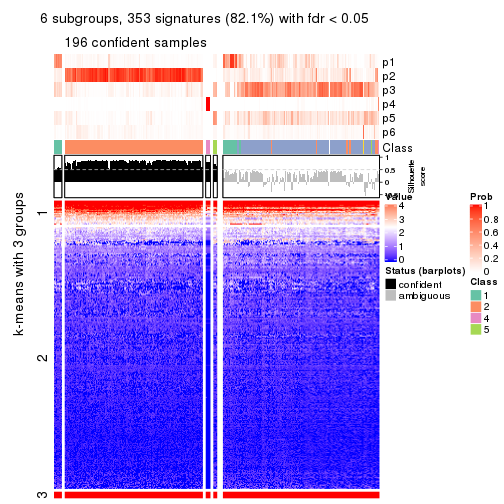 6 subgroups, 353 signatures (82.1%) with fdr < 0.05
196 confident samples
p1
p2
p3
p4
p5
p6
Class
1
0.5
0
Silhouette
score
k-means with 3 groups
1
2
3
Value
4
3
2
1
0
Status (barplots)
confident
ambiguous
Prob
1
0.8
0.6
0.4
0.2
0
Class
1
2
4
5